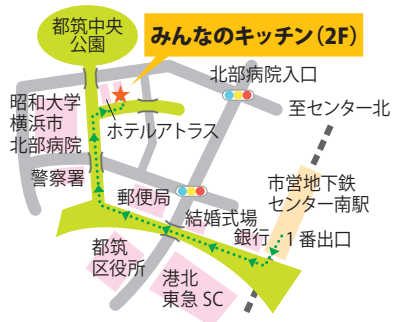 都筑中央
公園
みんなのキッチン（2F）
北部病院入口
至センター北
昭和大学
横浜市
北部病院
ホテルアトラス
警察署
郵便局
市営地下鉄
センター南駅
結婚式場
銀行
1番出口
都筑
区役所
港北
東急 SC